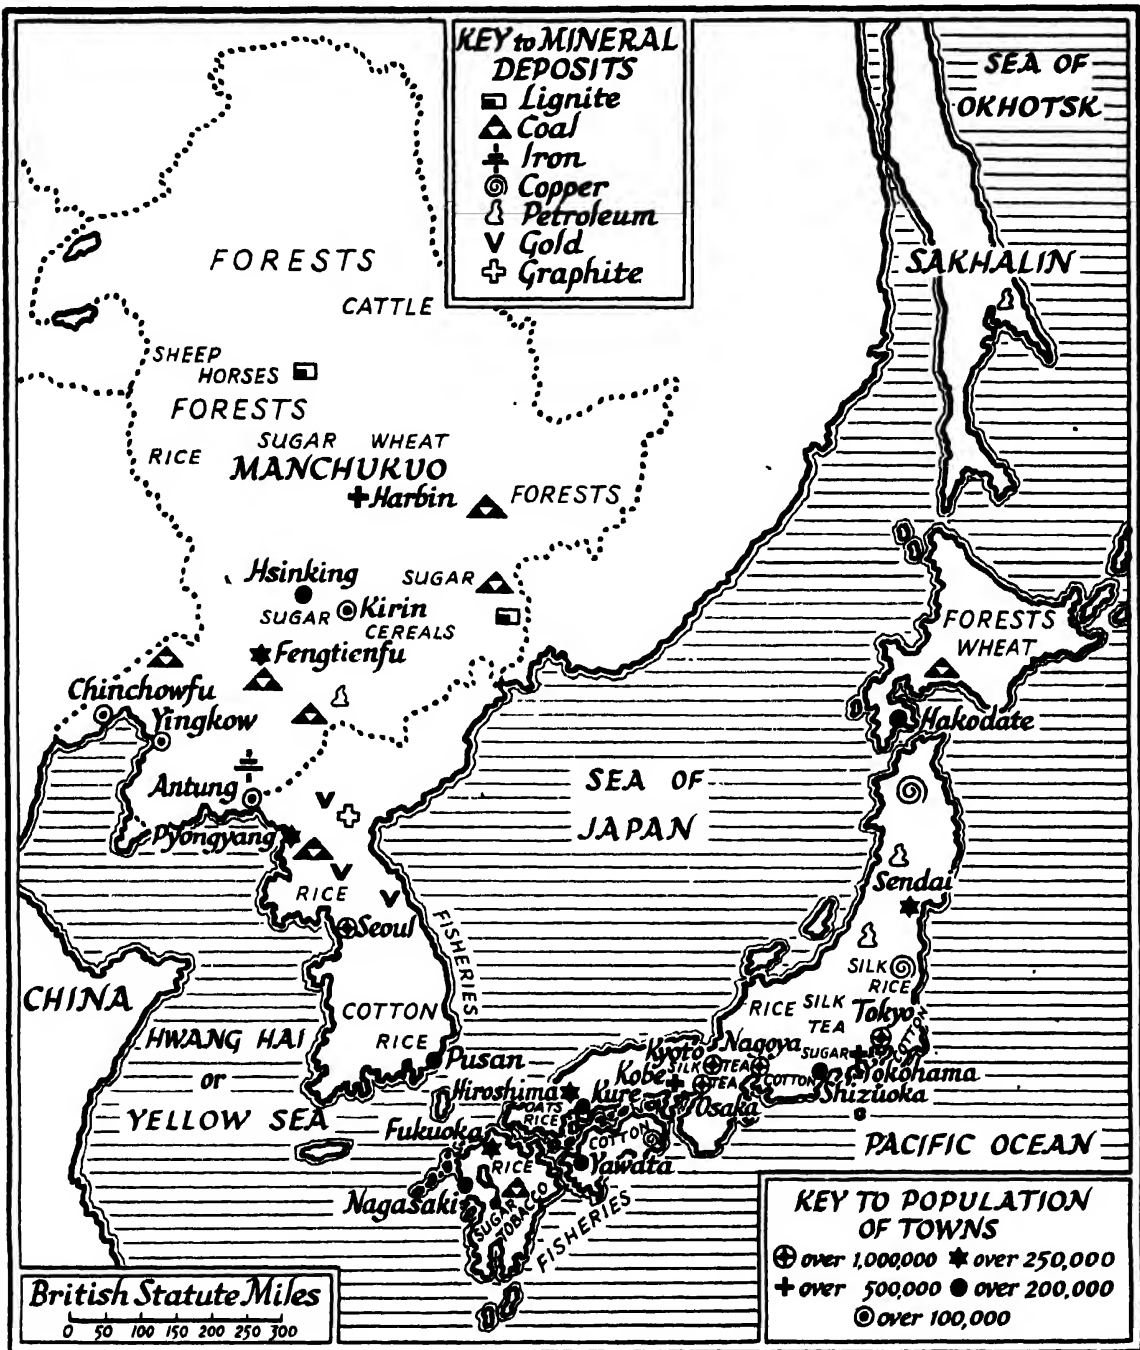 KEY to MINERAL
DEPOSITS
Lignite
Coal
Iron
Copper
Petroleum
Gold
Graphite
SEA OF
OKHOTSK
FORESTS
SAKHALIN
CATTLE
SHEEP
HORSES
FORESTS
SUGAR WHEAT
RICE
MANCHUKUO
Harbin
FORESTS
Hsinking
SUGAR
SUGAR
Kirin
CEREALS
FORESTS
WHEAT
Fengtienfu
Chinchowfu
Yingkow
Hakodate
SEA OF
JAPAN
Antung
Pyongyang
RICE
Sendai
Seoul
FISHERIES
SILK
RICE
CHINA
COTTON
RICE
RICE SILK
TEA
Tokyo
COTTON
HWANG HAI
or
YELLOW SEA
Pusan
Kyoto
Nagoya
SUGAR
SILK
TEA
Kobe
TEA
COTTON
Yokohama
Shizuoka
Hiroshima
Kure
Osaka
OATS
RICE
Fukuoka
COTTON
PACIFIC OCEAN
RICE
Yawata
Nagasaki
SUGAR
TOBACCO
FISHERIES
KEY TO POPULATION
OF TOWNS
over 1,000,000 over 250,000
over 500,000 over 200,000
over 100,000
British Statute Miles
0 50 100 150 200 250 300